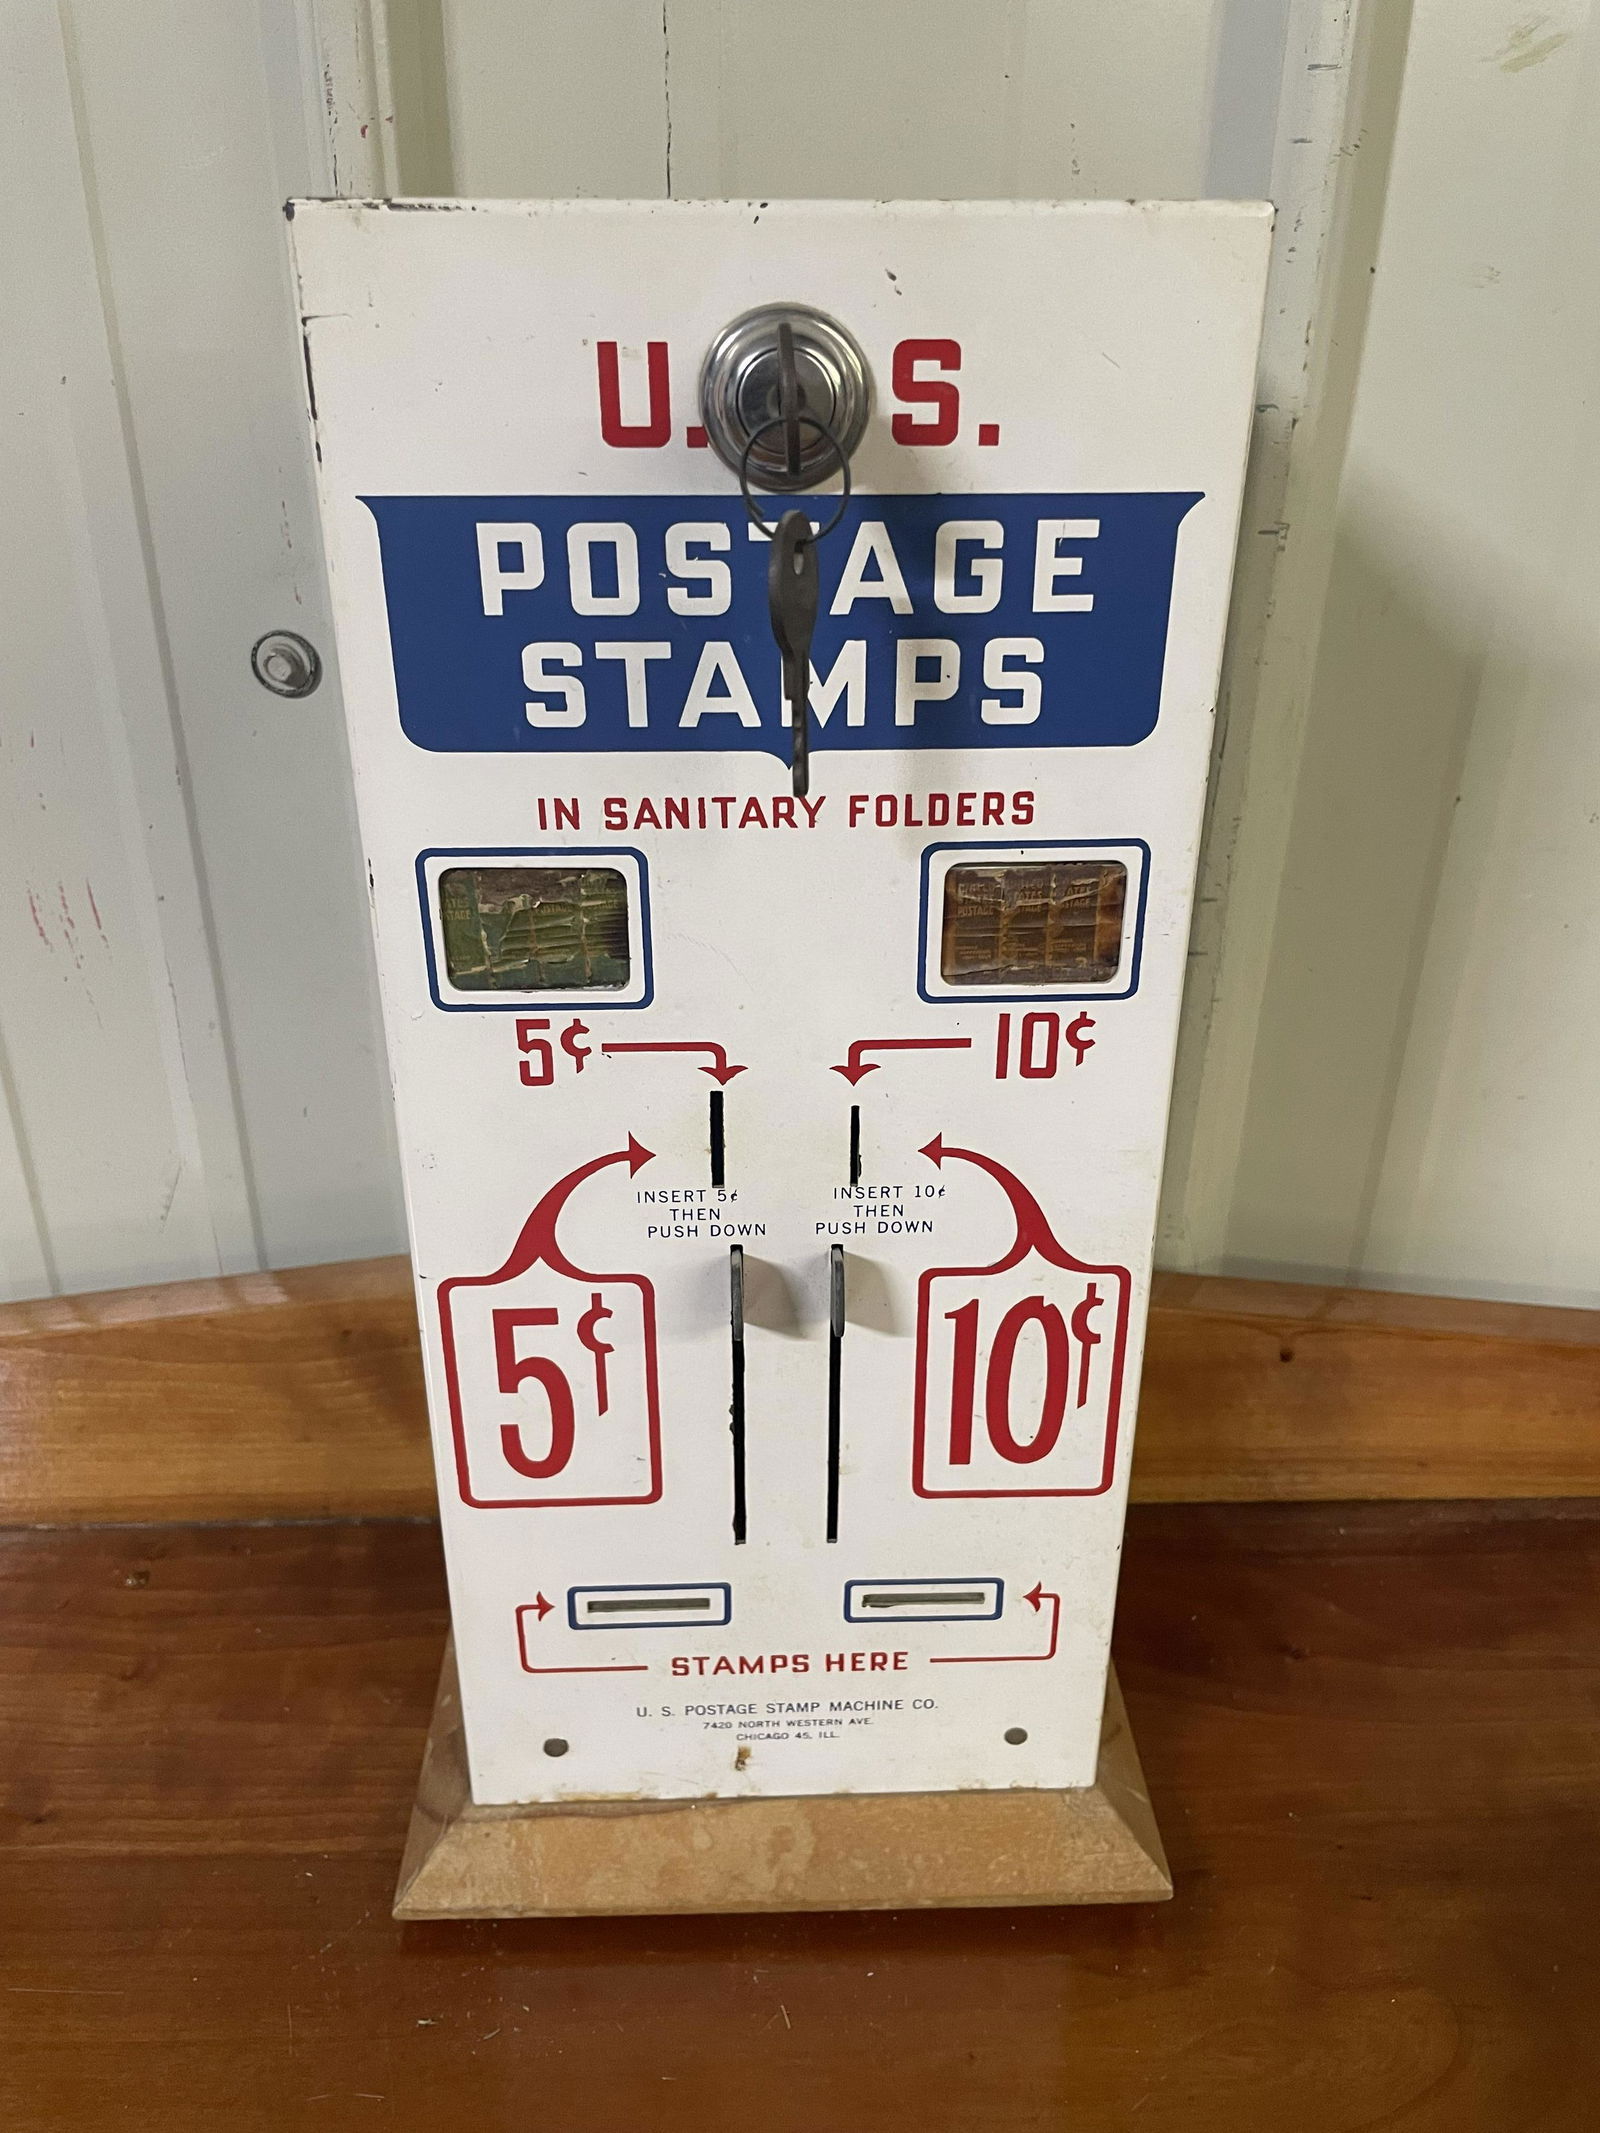 U. S.
POSTAGE
STAMPS
IN SANITARY FOLDERS
5¢ 10¢
INSERT 5¢
THEN
PUSH DOWN
INSERT 10¢
THEN
PUSH DOWN
5¢ 10¢
STAMPS HERE
U. S. POSTAGE STAMP MACHINE CO.
7420 NORTH WESTERN AVE.
CHICAGO 45, ILL.